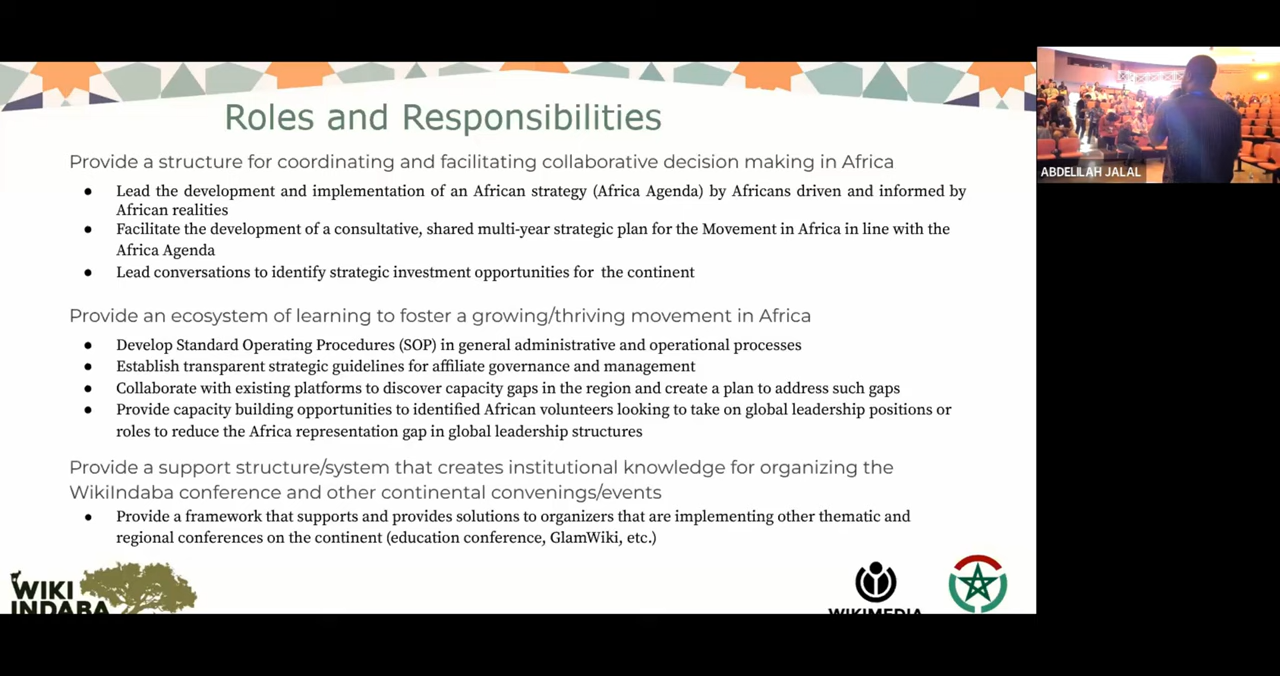 Roles and Responsibilities
ABDELILAH JALAL
Provide a structure for coordinating and facilitating collaborative decision making in Africa
● Lead the development and implementation of an African strategy (Africa Agenda) by Africans driven and informed by
African realities
● Facilitate the development of a consultative, shared multi-year strategic plan for the Movement in Africa in line with the
Africa Agenda
● Lead conversations to identify strategic investment opportunities for the continent
Provide an ecosystem of learning to foster a growing/thriving movement in Africa
● Develop Standard Operating Procedures (SOP) in general administrative and operational processes
● Establish transparent strategic guidelines for affiliate governance and management
● Collaborate with existing platforms to discover capacity gaps in the region and create a plan to address such gaps
● Provide capacity building opportunities to identified African volunteers looking to take on global leadership positions or
roles to reduce the Africa representation gap in global leadership structures
Provide a support structure/system that creates institutional knowledge for organizing the
WikiIndaba conference and other continental convenings/events
● Provide a framework that supports and provides solutions to organizers that are implementing other thematic and
regional conferences on the continent (education conference, GlamWiki, etc.)
WIKI
INDABA
WIKIMEDIA